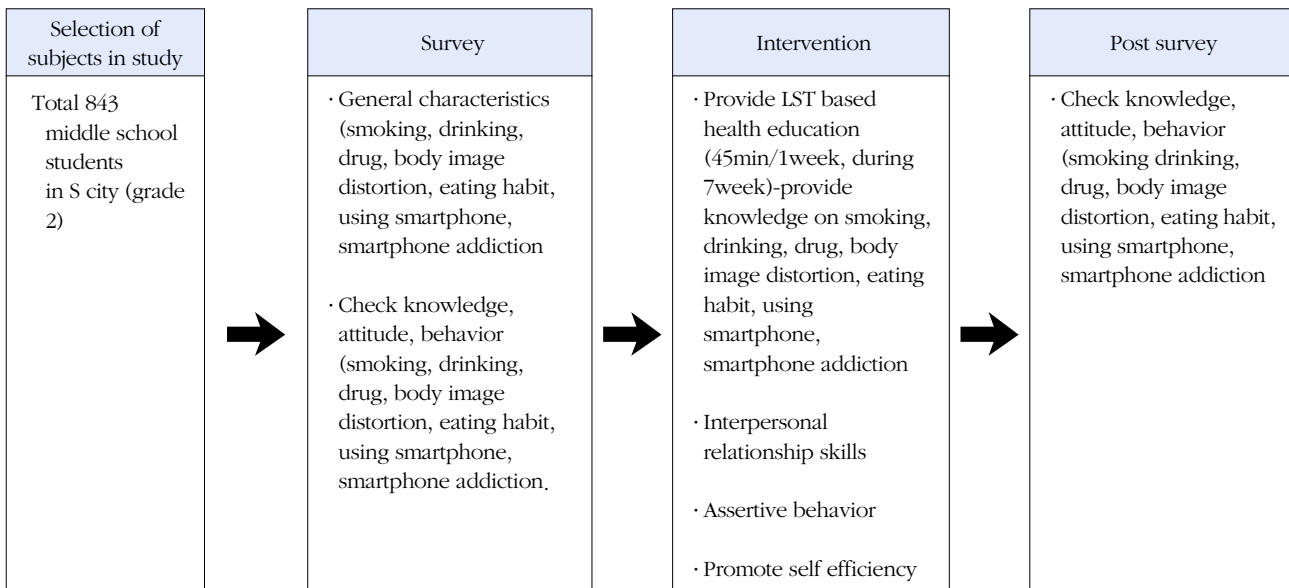 Selection of
subjects in study
Total 843
middle school
students
in S city (grade
2)
Survey
· General characteristics
(smoking, drinking,
drug, body image
distortion, eating habit,
using smartphone,
smartphone addiction
· Check knowledge,
attitude, behavior
(smoking, drinking,
drug, body image
distortion, eating habit,
using smartphone,
smartphone addiction.
Intervention
· Provide LST based
health education
(45min/1week, during
7week)-provide
knowledge on smoking,
drinking, drug, body
image distortion, eating
habit, using
smartphone,
smartphone addiction
· Interpersonal
relationship skills
· Assertive behavior
· Promote self efficiency
Post survey
· Check knowledge,
attitude, behavior
(smoking drinking,
drug, body image
distortion, eating habit,
using smartphone,
smartphone addiction